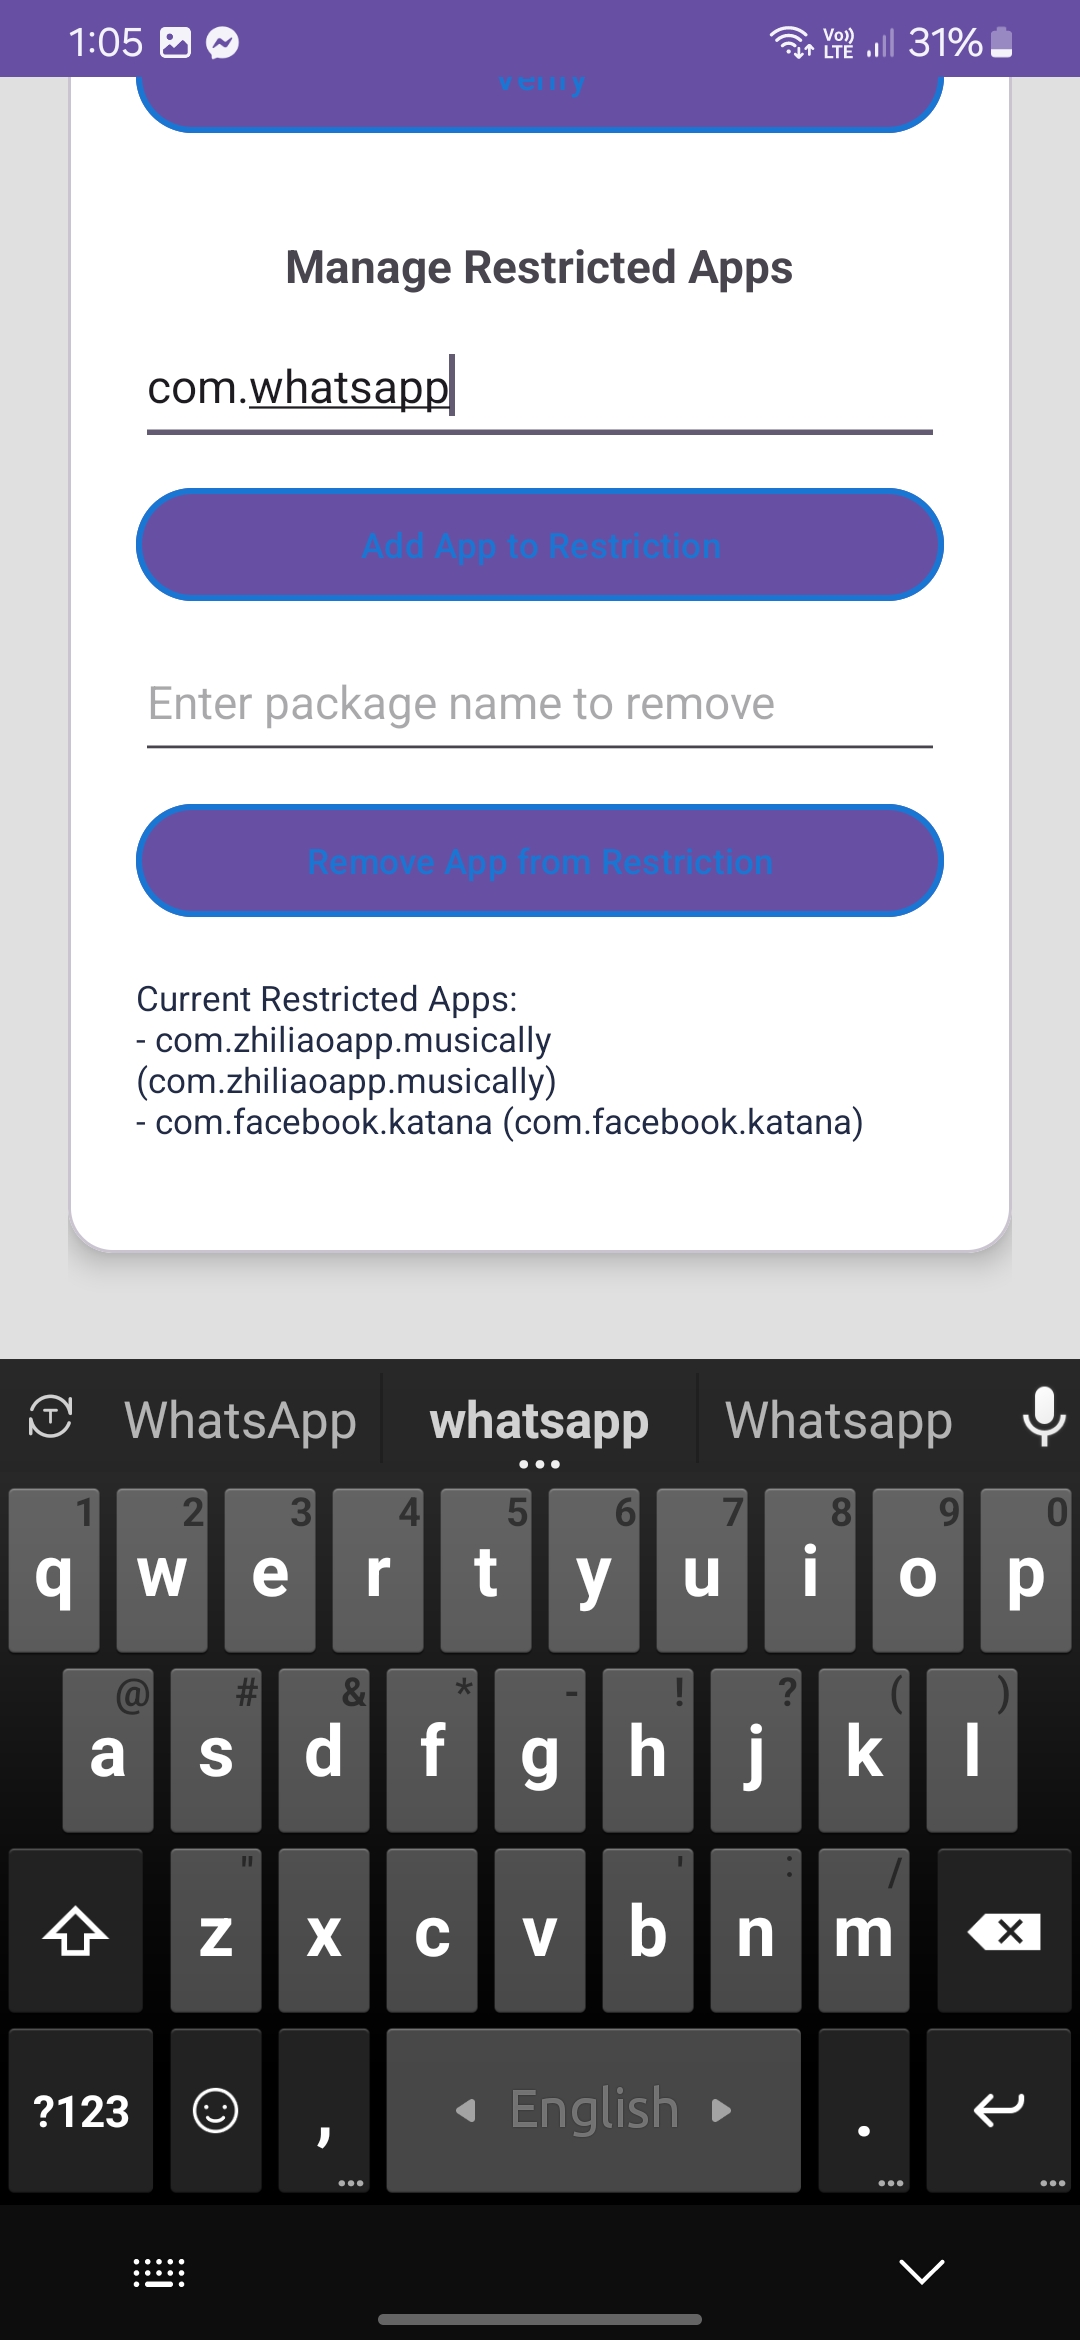 1:05 Vo)) LTE 31%
Verify
Manage Restricted Apps
com.whatsapp
Add App to Restriction
Enter package name to remove
Remove App from Restriction
Current Restricted Apps:
- com.zhiliaoapp.musically
(com.zhiliaoapp.musically)
- com.facebook.katana (com.facebook.katana)
T WhatsApp whatsapp Whatsapp
1 2 3 4 5 6 7 8 9 0
q w e r t y u i o p
@ # & * - ! ? ( )
a s d f g h j k l
" ' : /
z x c v b n m
?123 , English .